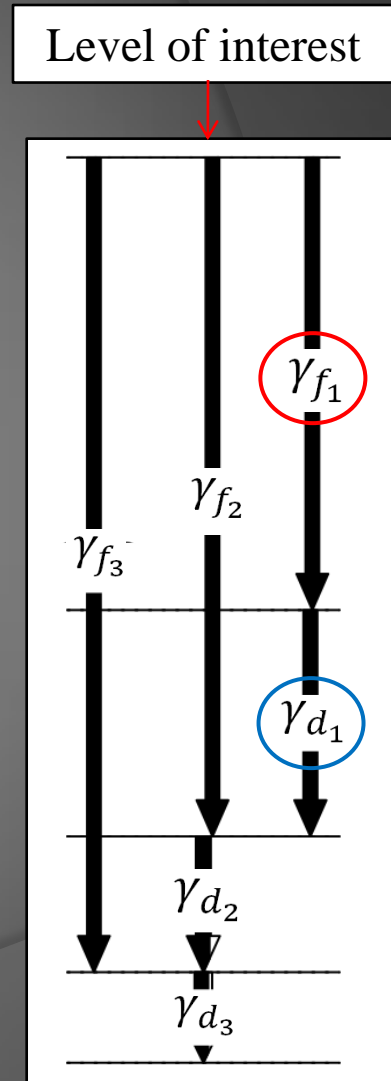 Level of interest
γf₁
γf₂
γf₃
γd₁
γd₂
γd₃